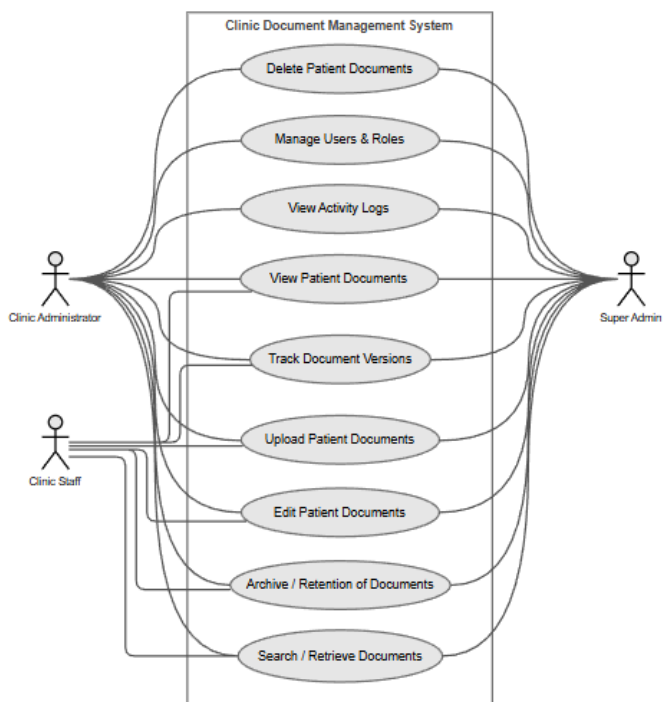 Clinic Document Management System
Delete Patient Documents
Manage Users & Roles
View Activity Logs
View Patient Documents
Clinic Administrator
Super Admin
Track Document Versions
Upload Patient Documents
Clinic Staff
Edit Patient Documents
Archive / Retention of Documents
Search / Retrieve Documents